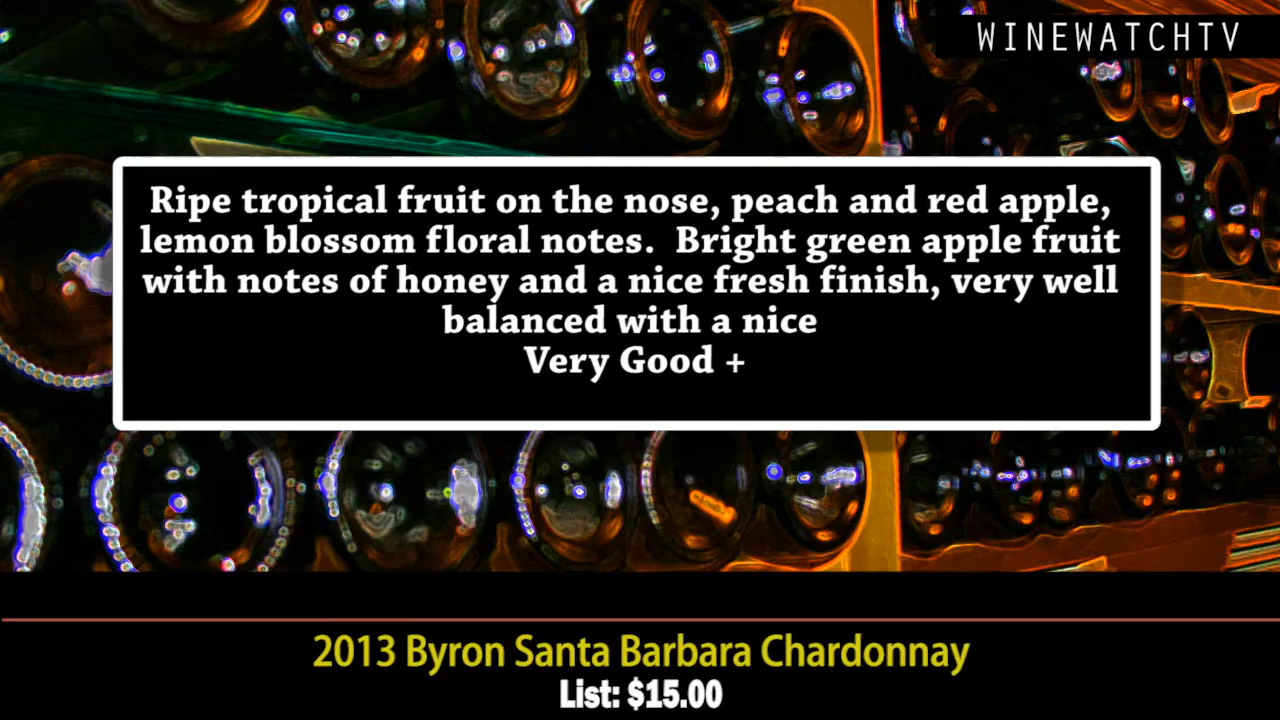 WINEWATCHTV
Ripe tropical fruit on the nose, peach and red apple,
lemon blossom floral notes.  Bright green apple fruit
with notes of honey and a nice fresh finish, very well
balanced with a nice
Very Good +
2013 Byron Santa Barbara Chardonnay
List: $15.00